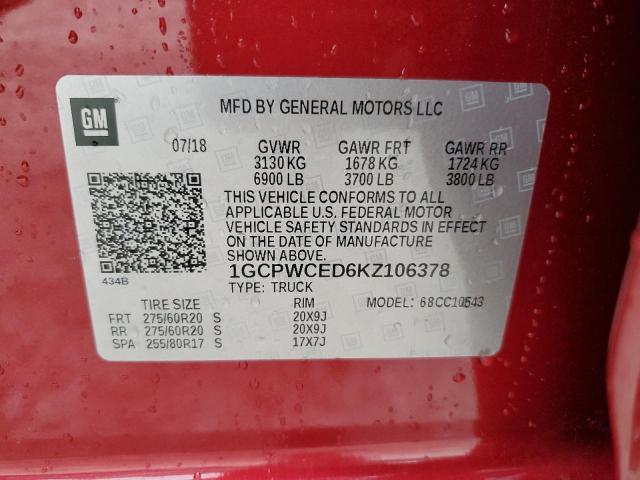 GM
MFD BY GENERAL MOTORS LLC
07/18 GVWR GAWR FRT GAWR RR
3130 KG 1678 KG 1724 KG
6900 LB 3700 LB 3800 LB
THIS VEHICLE CONFORMS TO ALL
APPLICABLE U.S. FEDERAL MOTOR
VEHICLE SAFETY STANDARDS IN EFFECT
ON THE DATE OF MANUFACTURE
SHOWN ABOVE.
1GCPWCED6KZ106378
434B
TYPE: TRUCK
TIRE SIZE RIM MODEL: 68CC10543
FRT 275/60R20 S 20X9J
RR 275/60R20 S 20X9J
SPA 255/80R17 S 17X7J